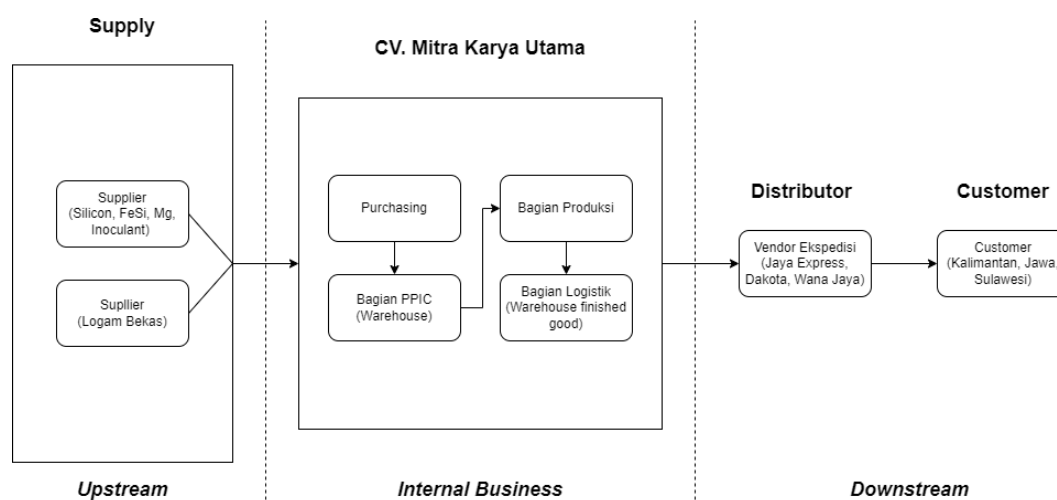 Supply
CV. Mitra Karya Utama
Supplier
(Silicon, FeSi, Mg,
Inoculant)
Supllier
(Logam Bekas)
Purchasing
Bagian Produksi
Bagian PPIC
(Warehouse)
Bagian Logistik
(Warehouse finished
good)
Distributor
Customer
Vendor Ekspedisi
(Jaya Express,
Dakota, Wana Jaya)
Customer
(Kalimantan, Jawa,
Sulawesi)
Upstream
Internal Business
Downstream